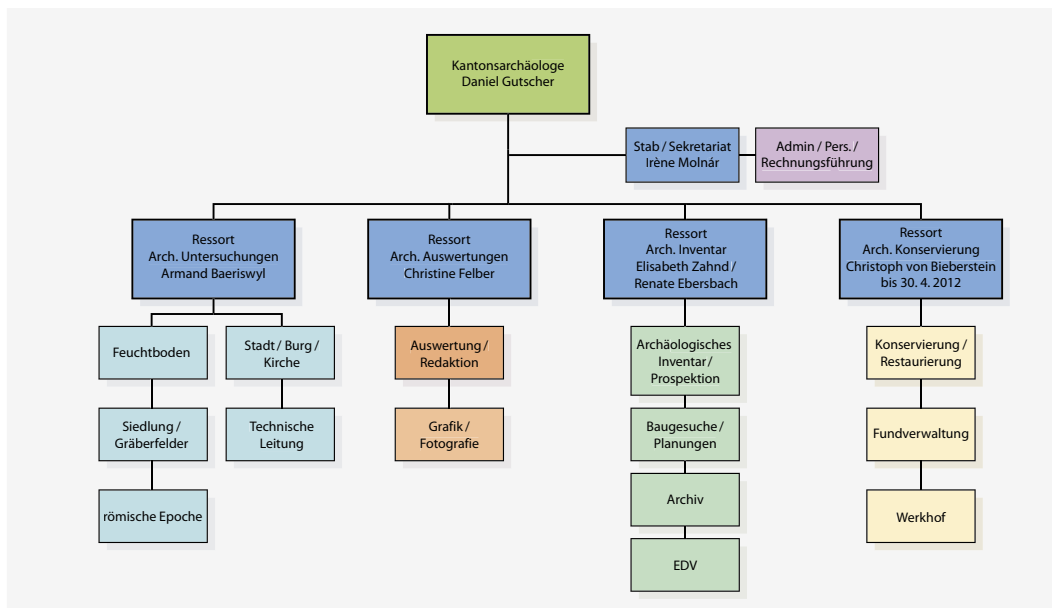 Kantonsarchäologe
Daniel Gutscher
Stab / Sekretariat
Irène Molnár
Admin / Pers. /
Rechnungsführung
Ressort
Arch. Untersuchungen
Armand Baeriswyl
Ressort
Arch. Auswertungen
Christine Felber
Ressort
Arch. Inventar
Elisabeth Zahnd /
Renate Ebersbach
Ressort
Arch. Konservierung
Christoph von Bieberstein
bis 30. 4. 2012
Feuchtboden
Siedlung /
Gräberfelder
römische Epoche
Stadt / Burg /
Kirche
Technische
Leitung
Auswertung /
Redaktion
Grafik /
Fotografie
Archäologisches
Inventar /
Prospektion
Baugesuche /
Planungen
Archiv
EDV
Konservierung /
Restaurierung
Fundverwaltung
Werkhof